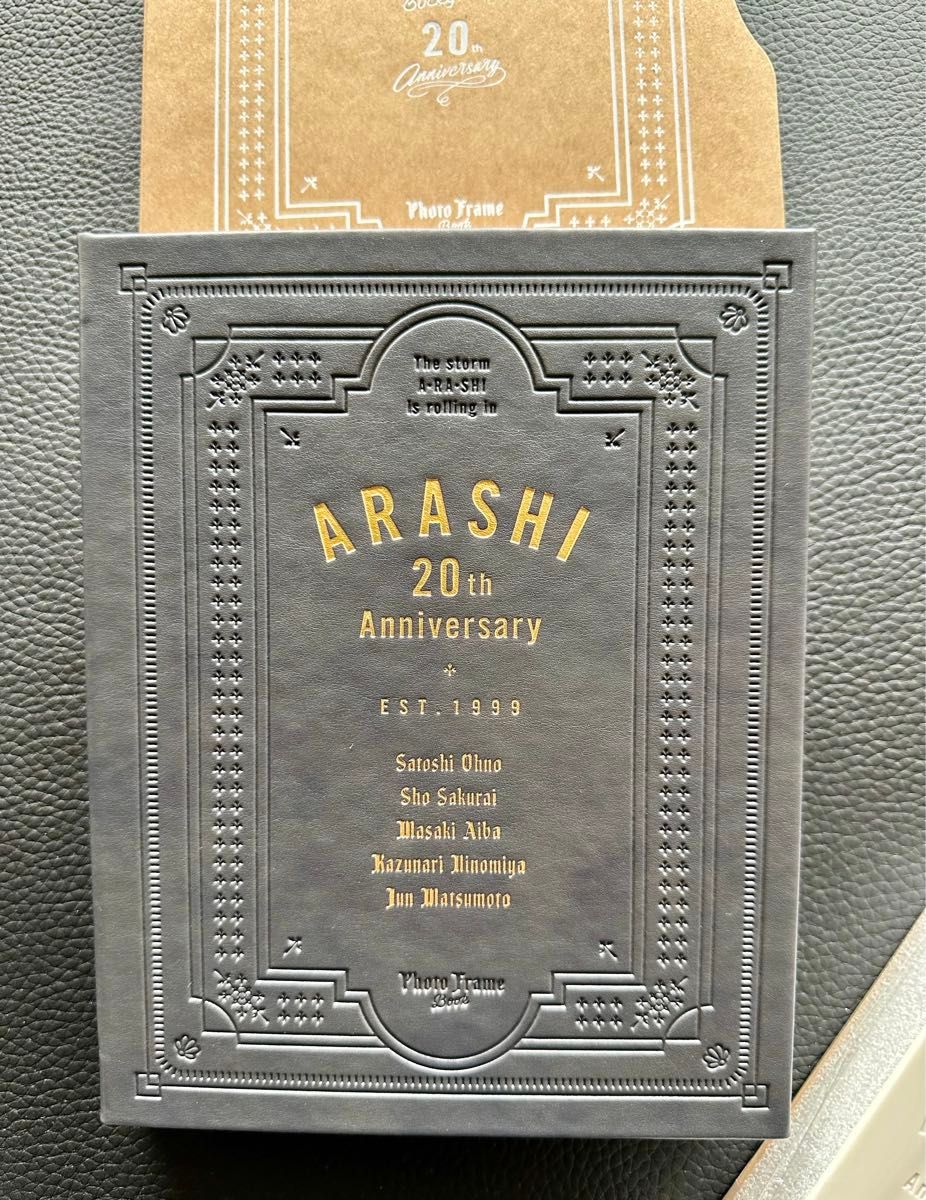 20th
Anniversary
Photo Frame
Book
The storm
A·RA·SHI
Is rolling in
ARASHI
20th
Anniversary
EST.1999
Satoshi Ohno
Sho Sakurai
Masaki Aiba
Kazunari Ninomiya
Jun Matsumoto
Photo Frame
Book